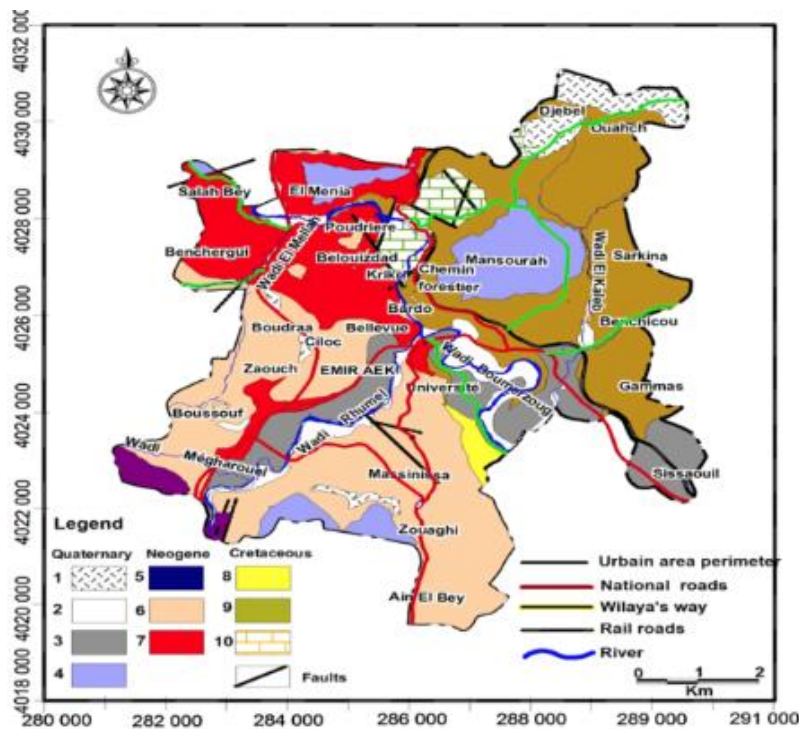 4032 000
4030 000
4028 000
4026 000
4024 000
4022 000
4020 000
4018 000
Djebel
Ouahch
Salah Bey
El Menia
Poudriere
Benchergui
Wadi El Mellah
Belouizdad
Krikri
Mansourah
Sarkina
Wadi El Kaleb
Chemin
forestier
Bardo
Benchicou
Boudraa
Bellevue
Ciloc
Zaouch
EMIR AEK
Wadi Boumerzoug
Université
Gammas
Boussouf
Wadi Rhumel
Wadi
Mégharouel
Massinissa
Sissaouil
Zouaghi
Ain El Bey
Legend
Quaternary Neogene Cretaceous
1 5 8
2 6 9
3 7 10
4 Faults
Urbain area perimeter
National roads
Wilaya's way
Rail roads
River
0 1 2
Km
280 000 282 000 284 000 286 000 288 000 289 000 291 000